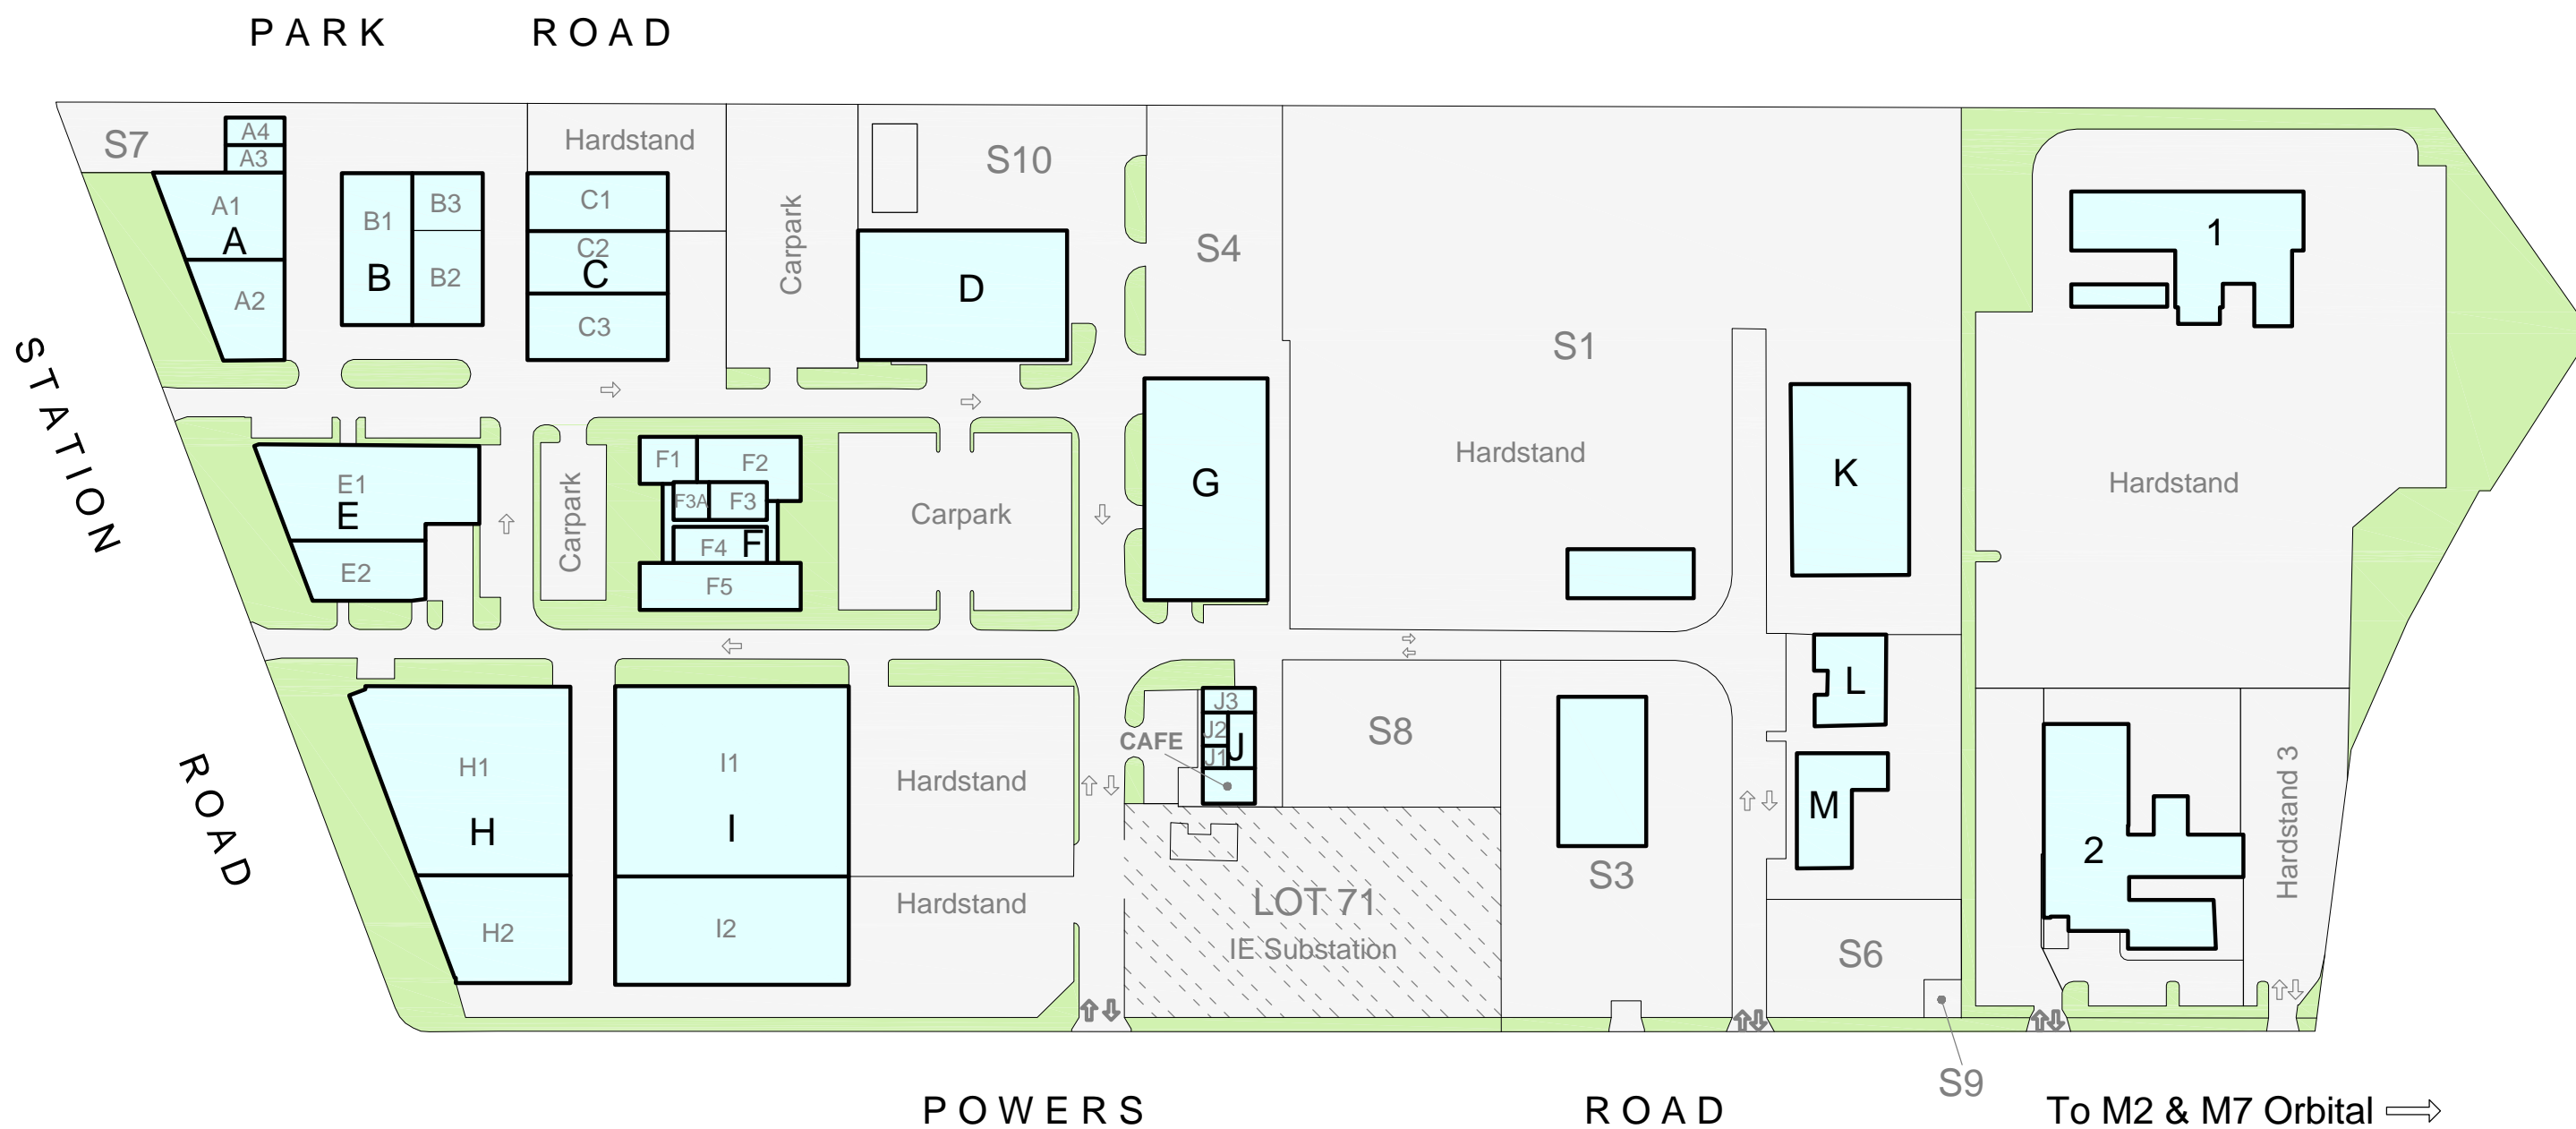 PARK ROAD
S7
A4
A3
A1
A
A2
B1
B
B3
B2
Hardstand
C1
C2
C
C3
Carpark
S10
D
S4
S1
Hardstand
1
Hardstand
STATION
ROAD
E1
E
E2
Carpark
F1
F2
F3A
F3
F4
F
F5
Carpark
G
K
L
M
H1
H
H2
I1
I
I2
Hardstand
Hardstand
CAFE
J3
J2
J
J1
S8
LOT 71
IE Substation
S3
S6
S9
2
Hardstand 3
POWERS ROAD
To M2 & M7 Orbital